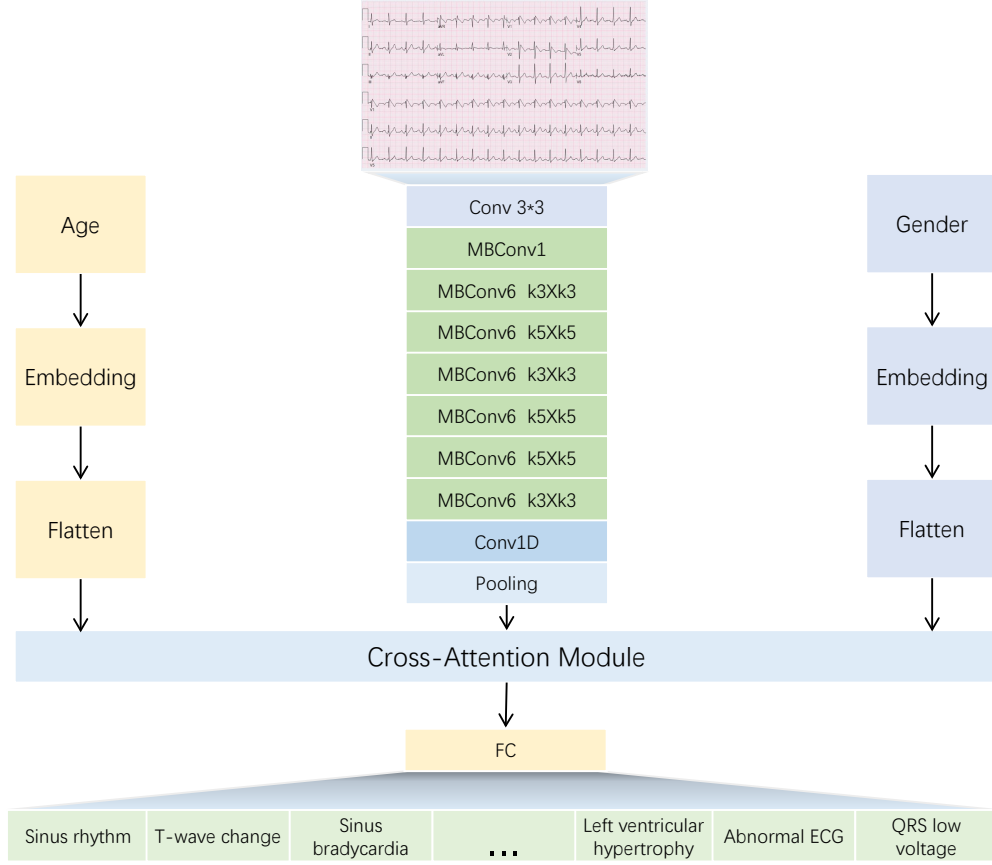 Age
Embedding
Flatten
Conv 3*3
MBConv1
MBConv6 k3Xk3
MBConv6 k5Xk5
MBConv6 k3Xk3
MBConv6 k5Xk5
MBConv6 k5Xk5
MBConv6 k3Xk3
Conv1D
Pooling
Gender
Embedding
Flatten
Cross-Attention Module
FC
Sinus rhythm
T-wave change
Sinus
bradycardia
...
Left ventricular
hypertrophy
Abnormal ECG
QRS low
voltage